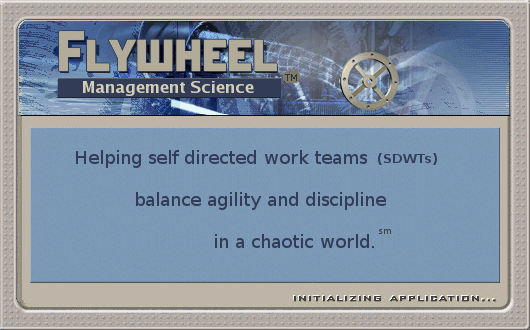 FLYWHEEL TM
Management Science
Helping self directed work teams (SDWTs)
balance agility and discipline
in a chaotic world. sm
INITIALIZING APPLICATION...